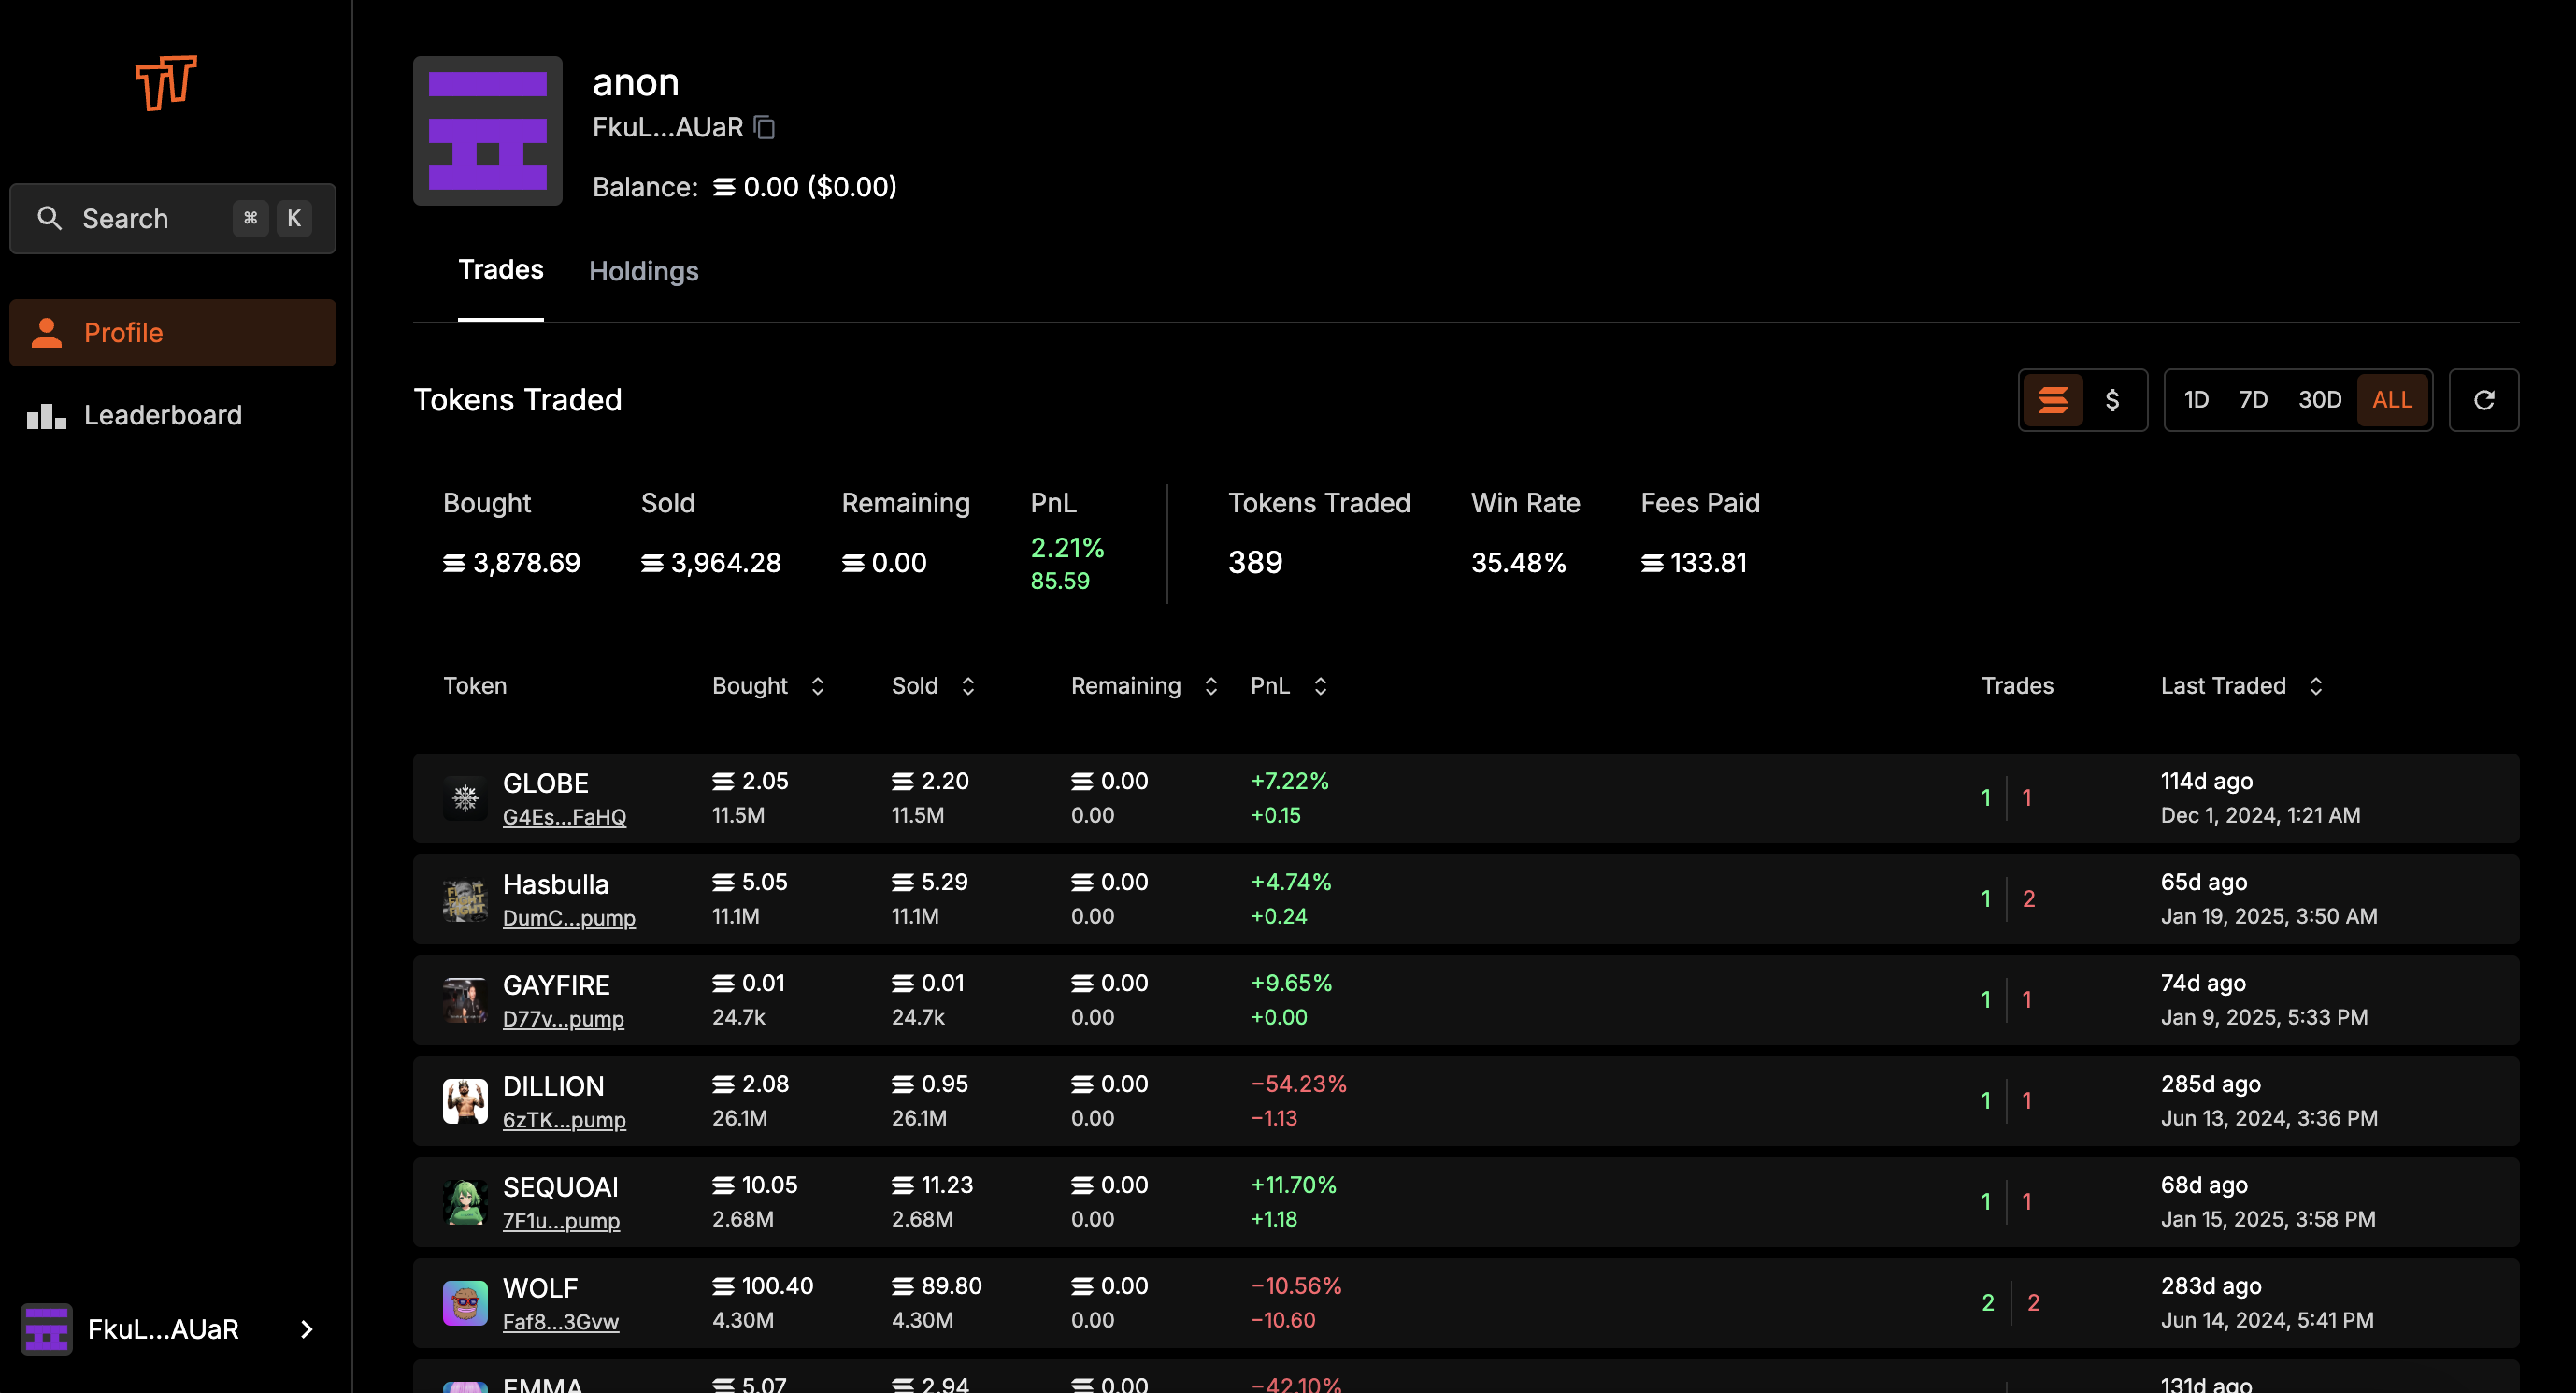 TT
Search ⌘ K
Profile
Leaderboard
anon
FkuL...AUaR
Balance: 0.00 ($0.00)
Trades Holdings
Tokens Traded
$ 1D 7D 30D ALL
Bought Sold Remaining PnL Tokens Traded Win Rate Fees Paid
3,878.69 3,964.28 0.00 2.21% 389 35.48% 133.81
85.59
Token Bought Sold Remaining PnL Trades Last Traded
GLOBE 2.05 2.20 0.00 +7.22% 1 1 114d ago
G4Es...FaHQ 11.5M 11.5M 0.00 +0.15 Dec 1, 2024, 1:21 AM
Hasbulla 5.05 5.29 0.00 +4.74% 1 2 65d ago
DumC...pump 11.1M 11.1M 0.00 +0.24 Jan 19, 2025, 3:50 AM
GAYFIRE 0.01 0.01 0.00 +9.65% 1 1 74d ago
D77v...pump 24.7k 24.7k 0.00 +0.00 Jan 9, 2025, 5:33 PM
DILLION 2.08 0.95 0.00 −54.23% 1 1 285d ago
6zTK...pump 26.1M 26.1M 0.00 −1.13 Jun 13, 2024, 3:36 PM
SEQUOAI 10.05 11.23 0.00 +11.70% 1 1 68d ago
7F1u...pump 2.68M 2.68M 0.00 +1.18 Jan 15, 2025, 3:58 PM
WOLF 100.40 89.80 0.00 −10.56% 2 2 283d ago
Faf8...3Gvw 4.30M 4.30M 0.00 −10.60 Jun 14, 2024, 5:41 PM
EMMA 5.07 2.94 0.00 −42.10% 131d ago
FkuL...AUaR